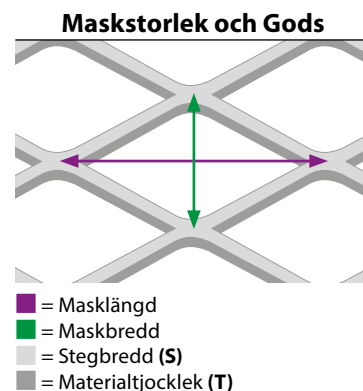 Maskstorlek och Gods
= Masklängd
= Maskbredd
= Stegbredd (S)
= Materialtjocklek (T)